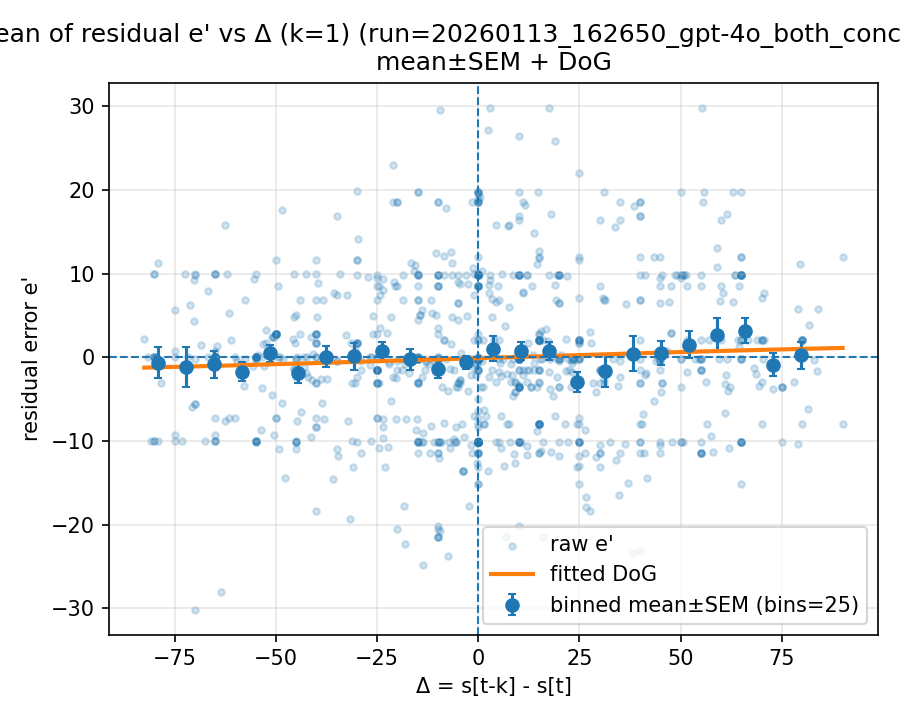 ean of residual e' vs Δ (k=1) (run=20260113_162650_gpt-4o_both_conc
mean±SEM + DoG
30
20
10
0
−10
−20
−30
residual error e'
raw e'
fitted DoG
binned mean±SEM (bins=25)
−75
−50
−25
0
25
50
75
Δ = s[t-k] - s[t]